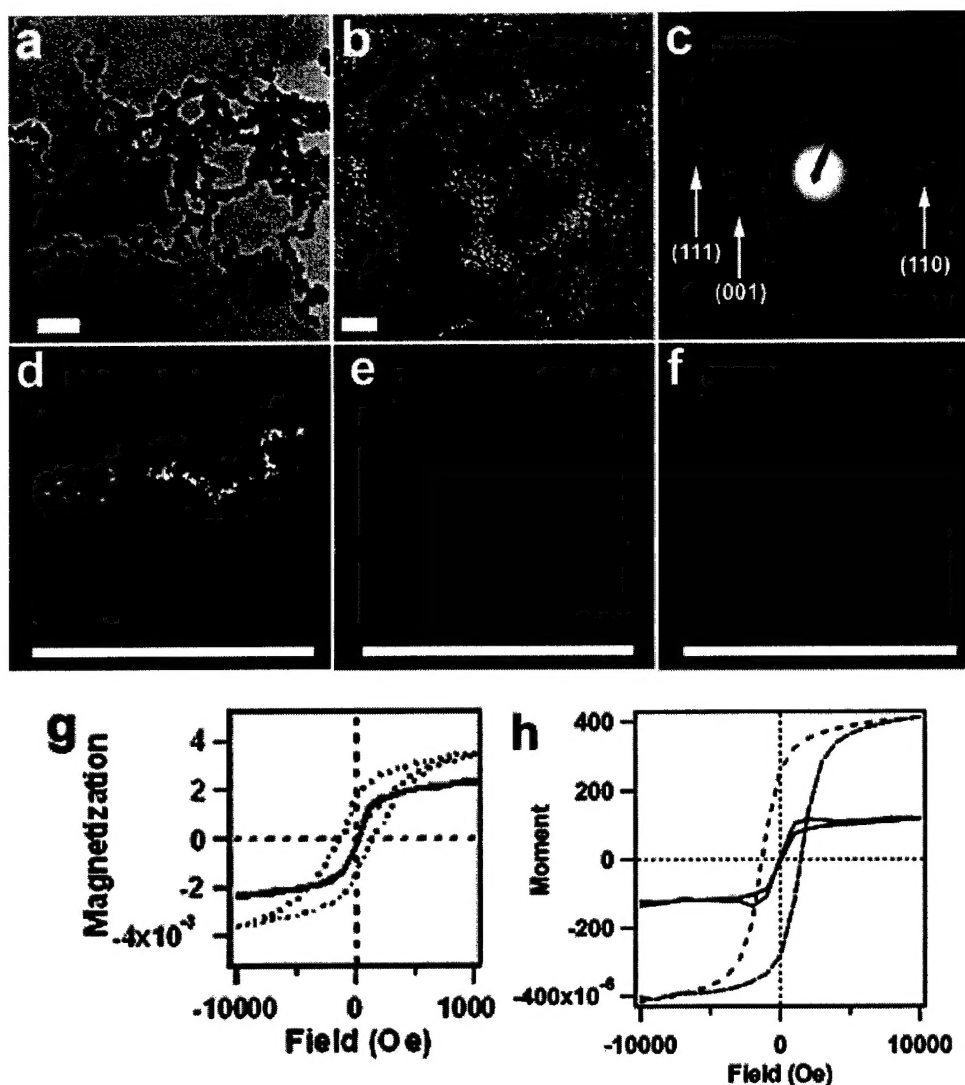 a b c
(111)
(001)
(110)
d e f
g
Magnetization
4
2
0
-2
-4x10⁻³
-10000 0 1000
Field (Oe)
h
Moment
400
200
0
-200
-400x10⁻⁶
-10000 0 10000
Field (Oe)